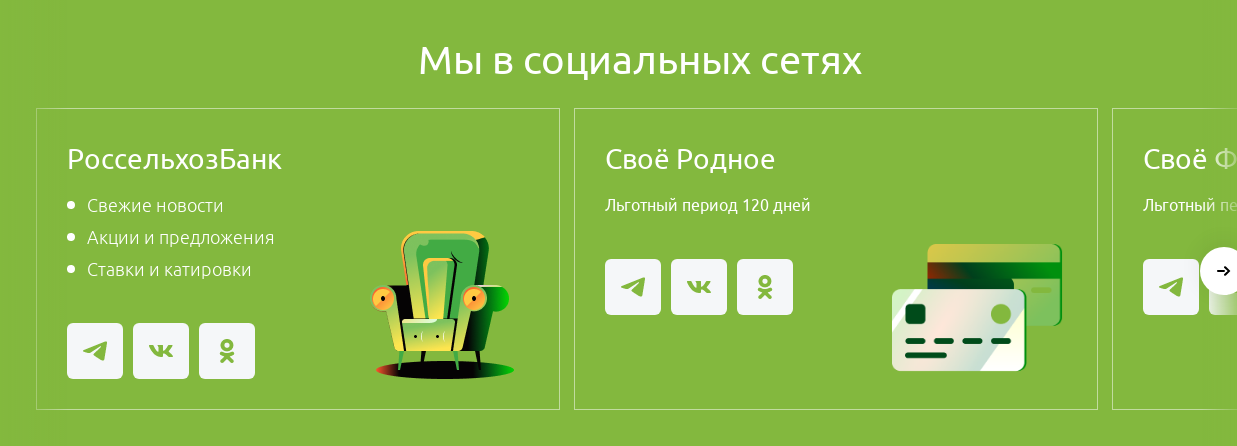 Мы в социальных сетях
РоссельхозБанк
Свежие новости
Акции и предложения
Ставки и катировки
Своё Родное
Льготный период 120 дней
Своё
Льготный